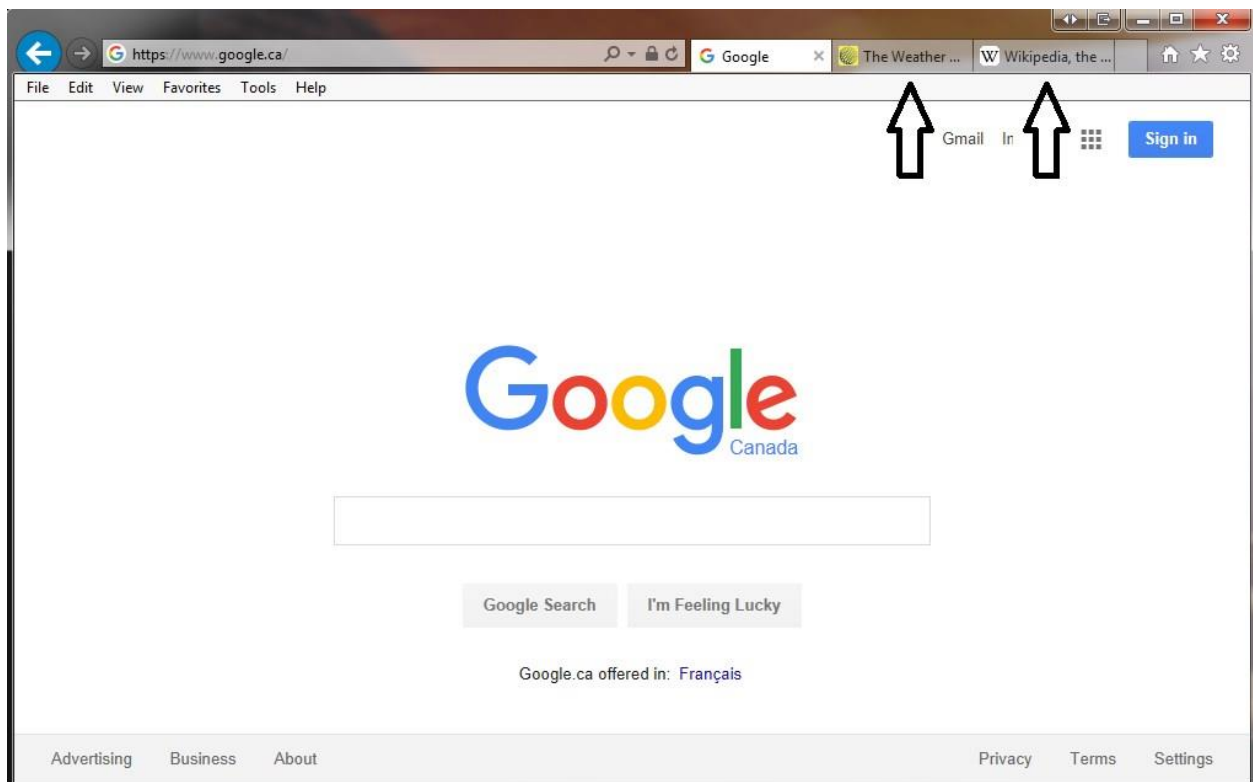 https://www.google.ca/ Google The Weather ... W Wikipedia, the ...
File Edit View Favorites Tools Help
Gmail Sign in
Google
Canada
Google Search I'm Feeling Lucky
Google.ca offered in: Français
Advertising Business About Privacy Terms Settings